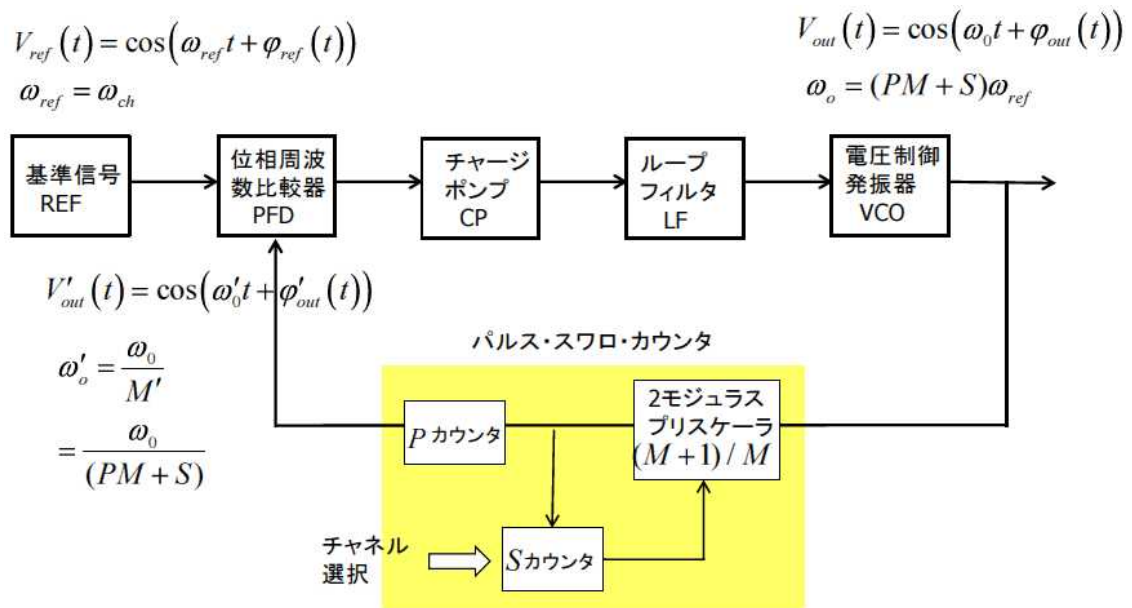 V_ref(t) = cos(ω_ref t + φ_ref(t))
ω_ref = ω_ch
V_out(t) = cos(ω_0 t + φ_out(t))
ω_o = (PM + S)ω_ref
基準信号
REF
位相周波
数比較器
PFD
チャージ
ポンプ
CP
ループ
フィルタ
LF
電圧制御
発振器
VCO
V'_out(t) = cos(ω'_0 t + φ'_out(t))
ω'_o = ω_0 / M'
= ω_0 / (PM + S)
パルス・スワロ・カウンタ
P カウンタ
2モジュラス
プリスケーラ
(M + 1) / M
チャネル
選択
S カウンタ